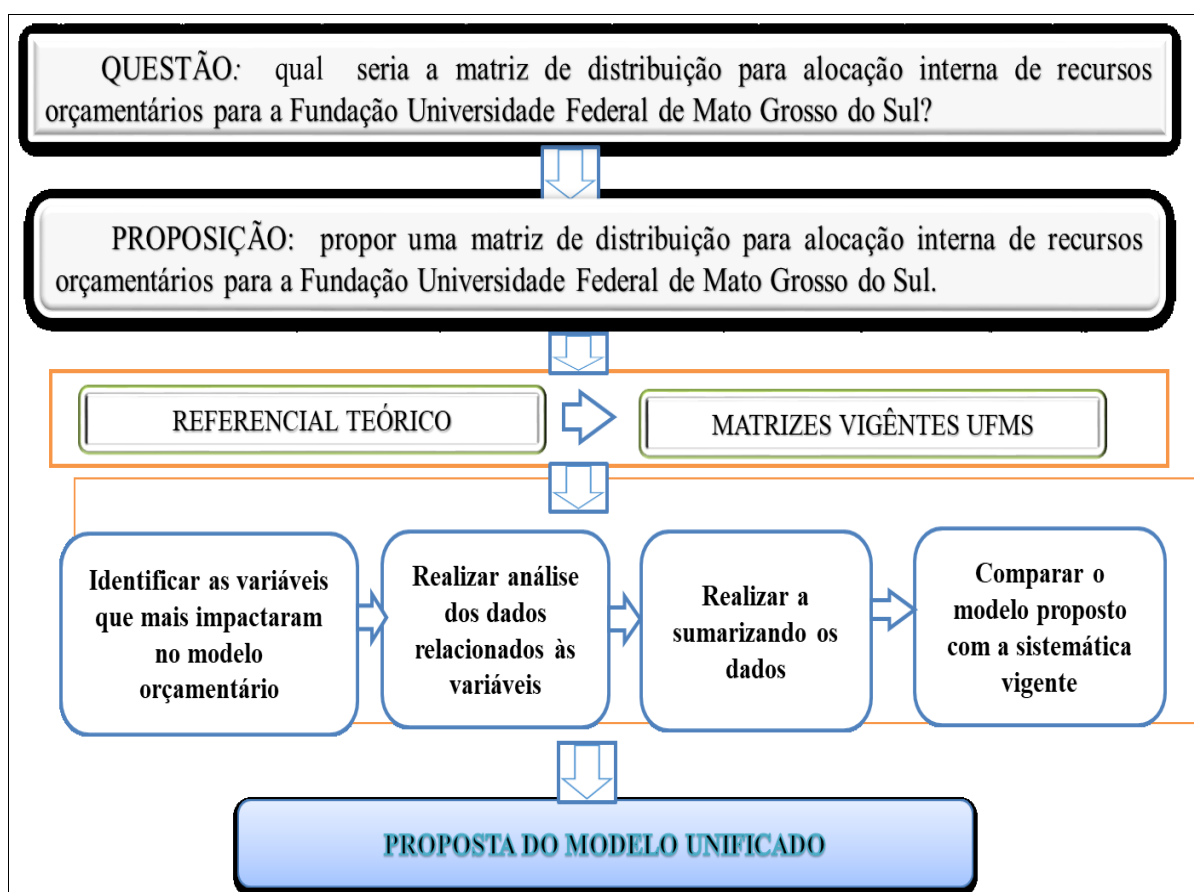 QUESTÃO: qual seria a matriz de distribuição para alocação interna de recursos
orçamentários para a Fundação Universidade Federal de Mato Grosso do Sul?
PROPOSIÇÃO: propor uma matriz de distribuição para alocação interna de recursos
orçamentários para a Fundação Universidade Federal de Mato Grosso do Sul.
REFERENCIAL TEÓRICO
MATRIZES VIGÊNTES UFMS
Identificar as variáveis
que mais impactaram
no modelo
orçamentário
Realizar análise
dos dados
relacionados às
variáveis
Realizar a
sumarizando os
dados
Comparar o
modelo proposto
com a sistemática
vigente
PROPOSTA DO MODELO UNIFICADO